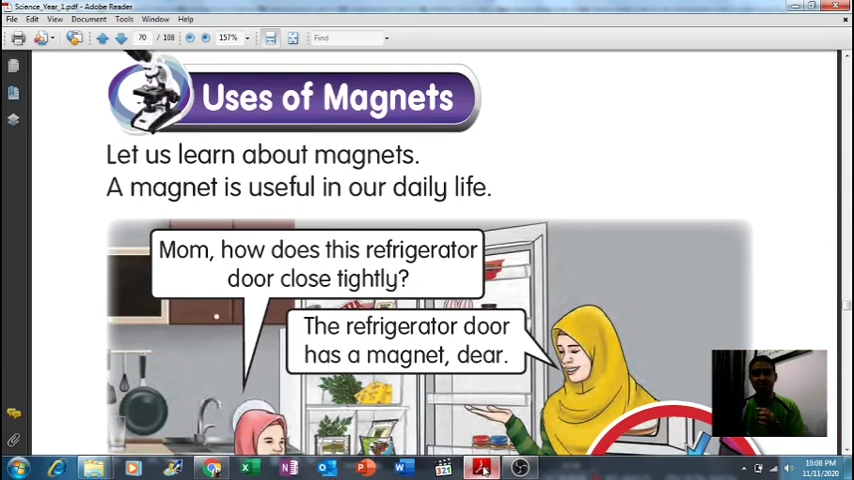 Science_Year_1.pdf - Adobe Reader
File Edit View Document Tools Window Help
70 / 108 157% Find
Uses of Magnets
Let us learn about magnets.
A magnet is useful in our daily life.
Mom, how does this refrigerator
door close tightly?
The refrigerator door
has a magnet, dear.
321
10:08 PM
11/11/2020